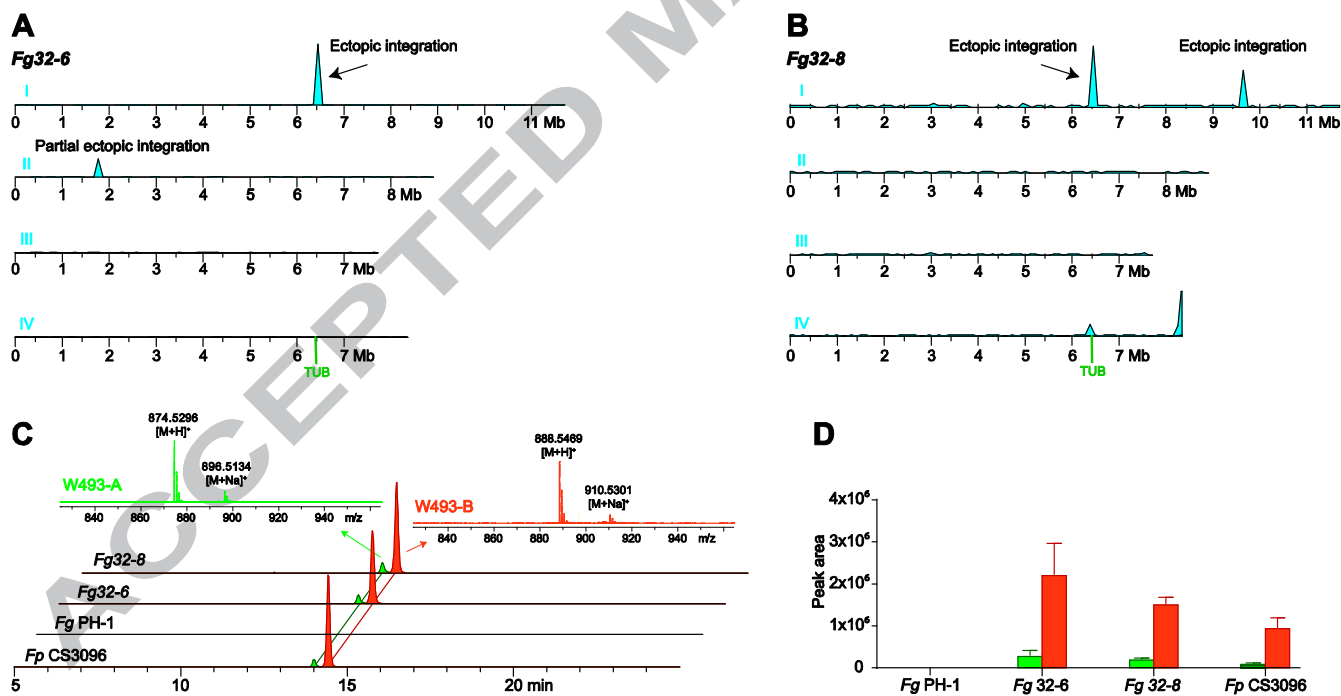 A
Fg32-6
Ectopic integration
I
0 1 2 3 4 5 6 7 8 9 10 11 Mb
Partial ectopic integration
II
0 1 2 3 4 5 6 7 8 Mb
III
0 1 2 3 4 5 6 7 Mb
IV
0 1 2 3 4 5 6 7 Mb
TUB
B
Fg32-8
Ectopic integration Ectopic integration
I
0 1 2 3 4 5 6 7 8 9 10 11 Mb
II
0 1 2 3 4 5 6 7 8 Mb
III
0 1 2 3 4 5 6 7 Mb
IV
0 1 2 3 4 5 6 7 Mb
TUB
C
874.5296
[M+H]+
896.5134
[M+Na]+
W493-A
840 860 880 900 920 940 m/z
888.5469
[M+H]+
910.5301
[M+Na]+
W493-B
840 860 880 900 920 940 m/z
Fg32-8
Fg32-6
Fg PH-1
Fp CS3096
5 10 15 20 min
D
Peak area
4x10⁶
3x10⁶
2x10⁶
1x10⁶
0
Fg PH-1 Fg 32-6 Fg 32-8 Fp CS3096
ACCEPTED M